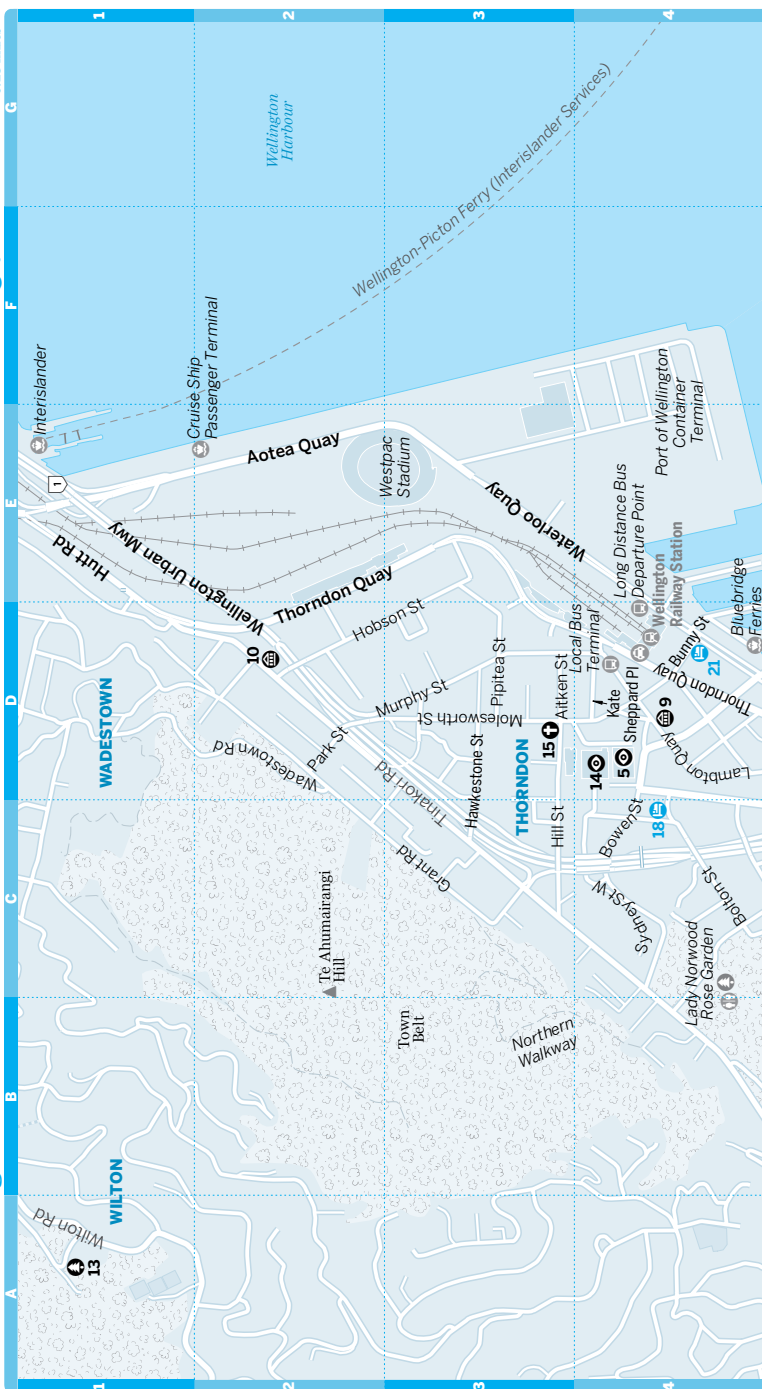 A
B
C
D
E
F
G
1
1
Interislander
1
Hutt Rd
Wilton Rd
13
WILTON
WADESTOWN
Wellington Urban Mwy
Cruise Ship
Passenger Terminal
10
Wadestown Rd
Aotea Quay
2
2
Wellington
Harbour
Park St
Thorndon Quay
Te Ahumairangi
Hill
Hobson St
Murphy St
Tinakori Rd
Wellington-Picton Ferry (Interislander Services)
Westpac
Stadium
Town
Belt
Grant Rd
3
3
Hawkestone St
Pipitea St
Molesworth St
Waterloo Quay
Northern
Walkway
THORNDON
15
Hill St
Aitken St
Local Bus
Terminal
14
Kate
Sheppard Pl
5
Long Distance Bus
Departure Point
Sydney St W
Bowen St
Wellington
Railway Station
Port of Wellington
Container
Terminal
4
4
18
Lambton Quay
9
Bunny St
21
Lady Norwood
Rose Garden
Bolton St
Thorndon Quay
Bluebridge
Ferries